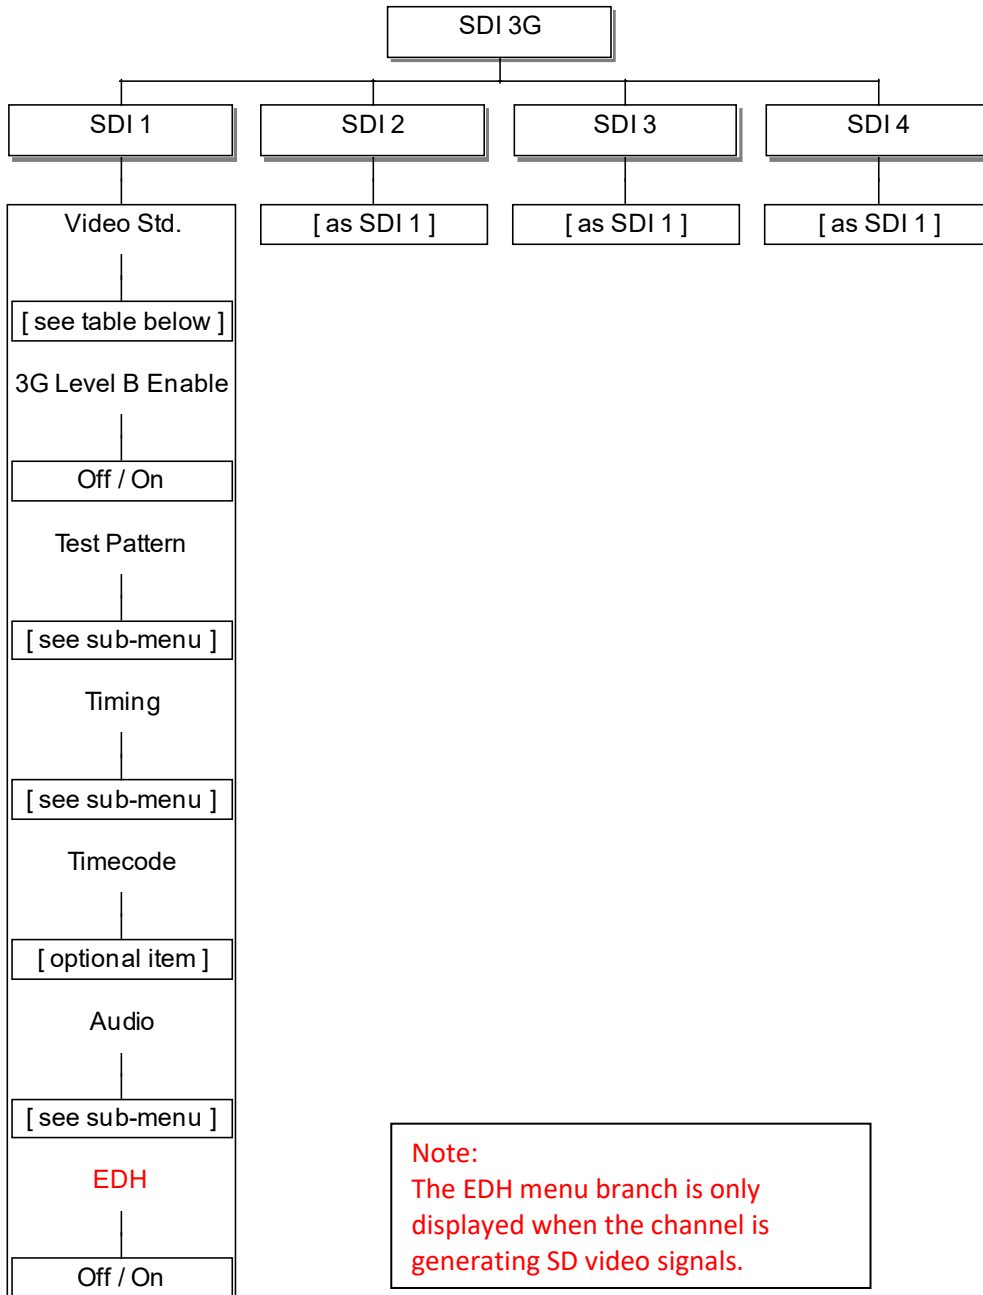 SDI 3G
SDI 1
SDI 2
SDI 3
SDI 4
Video Std.
[ as SDI 1 ]
[ as SDI 1 ]
[ as SDI 1 ]
[ see table below ]
3G Level B Enable
Off / On
Test Pattern
[ see sub-menu ]
Timing
[ see sub-menu ]
Timecode
[ optional item ]
Audio
[ see sub-menu ]
EDH
Off / On
Note:
The EDH menu branch is only
displayed when the channel is
generating SD video signals.